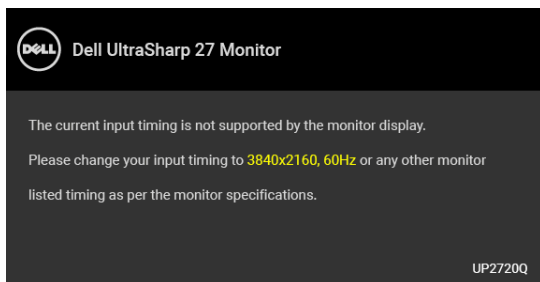 DELL
Dell UltraSharp 27 Monitor
The current input timing is not supported by the monitor display.
Please change your input timing to 3840x2160, 60Hz or any other monitor
listed timing as per the monitor specifications.
UP2720Q